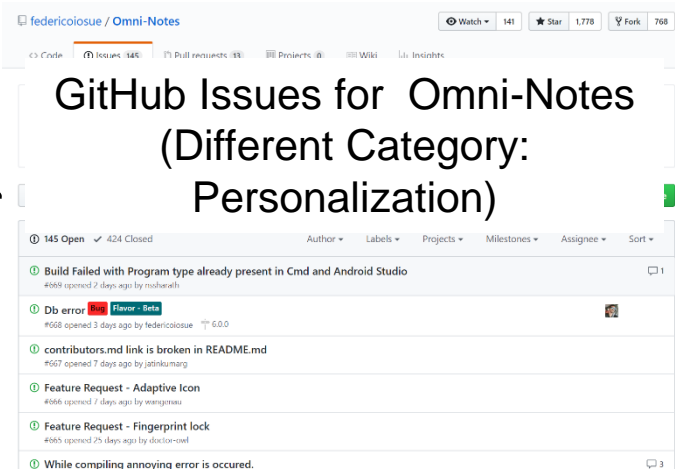 federicoiosue / Omni-Notes
Watch 141 Star 1,778 Fork 768
Code Issues 145 Pull requests 13 Projects 0 Wiki Insights
GitHub Issues for Omni-Notes
(Different Category:
Personalization)
145 Open 424 Closed Author Labels Projects Milestones Assignee Sort
Build Failed with Program type already present in Cmd and Android Studio 1
#669 opened 2 days ago by nssharath
Db error Bug Flavor - Beta
#668 opened 3 days ago by federicoiosue 6.0.0
contributors.md link is broken in README.md
#667 opened 7 days ago by jatinkumarg
Feature Request - Adaptive Icon
#666 opened 7 days ago by wangenau
Feature Request - Fingerprint lock
#665 opened 25 days ago by doctor-owl
While compiling annoying error is occured. 3